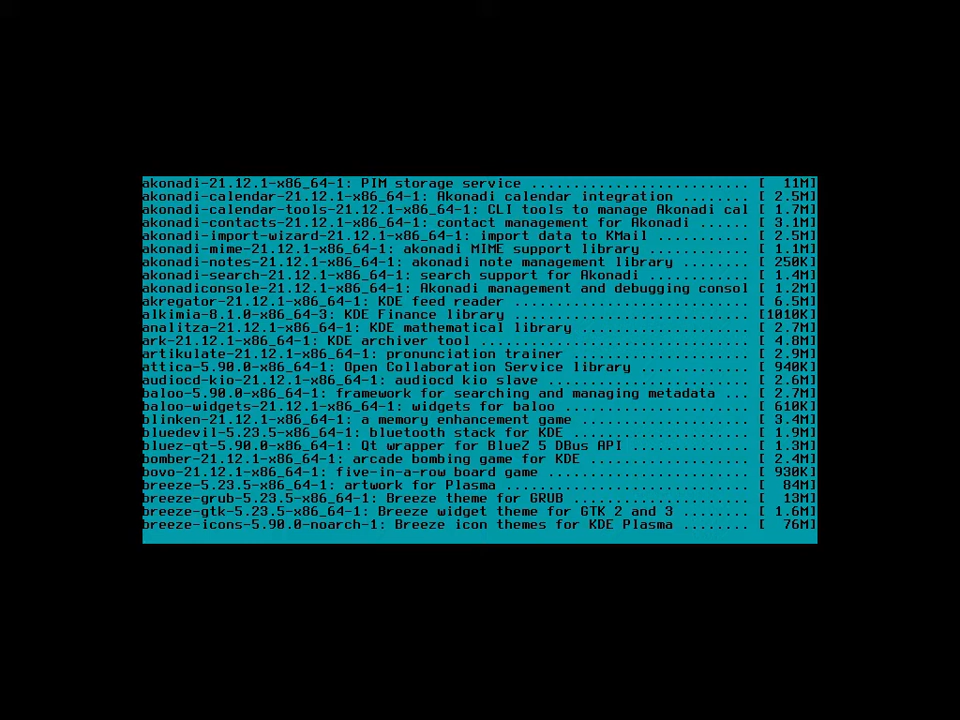 akonadi-21.12.1-x86_64-1: PIM storage service .......................... [  11M]
akonadi-calendar-21.12.1-x86_64-1: Akonadi calendar integration ........ [ 2.5M]
akonadi-calendar-tools-21.12.1-x86_64-1: CLI tools to manage Akonadi cal [ 1.7M]
akonadi-contacts-21.12.1-x86_64-1: contact management for Akonadi ...... [ 3.1M]
akonadi-import-wizard-21.12.1-x86_64-1: import data to KMail ........... [ 2.5M]
akonadi-mime-21.12.1-x86_64-1: akonadi MIME support library ............ [ 1.1M]
akonadi-notes-21.12.1-x86_64-1: akonadi note management library ........ [ 250K]
akonadi-search-21.12.1-x86_64-1: search support for Akonadi ............ [ 1.4M]
akonadiconsole-21.12.1-x86_64-1: Akonadi management and debugging consol [ 1.2M]
akregator-21.12.1-x86_64-1: KDE feed reader ............................ [ 6.5M]
alkimia-8.1.0-x86_64-3: KDE Finance library ............................ [1010K]
analitza-21.12.1-x86_64-1: KDE mathematical library .................... [ 2.7M]
ark-21.12.1-x86_64-1: KDE archiver tool ................................ [ 4.8M]
artikulate-21.12.1-x86_64-1: pronunciation trainer ..................... [ 2.9M]
attica-5.90.0-x86_64-1: Open Collaboration Service library ............. [ 940K]
audiocd-kio-21.12.1-x86_64-1: audiocd kio slave ........................ [ 2.6M]
baloo-5.90.0-x86_64-1: framework for searching and managing metadata ... [ 2.7M]
baloo-widgets-21.12.1-x86_64-1: widgets for baloo ...................... [ 610K]
blinken-21.12.1-x86_64-1: a memory enhancement game .................... [ 3.4M]
bluedevil-5.23.5-x86_64-1: bluetooth stack for KDE ..................... [ 1.9M]
bluez-qt-5.90.0-x86_64-1: Qt wrapper for BlueZ 5 DBus API .............. [ 1.3M]
bomber-21.12.1-x86_64-1: arcade bombing game for KDE ................... [ 2.4M]
bovo-21.12.1-x86_64-1: five-in-a-row board game ........................ [ 930K]
breeze-5.23.5-x86_64-1: artwork for Plasma ............................. [  84M]
breeze-grub-5.23.5-x86_64-1: Breeze theme for GRUB ..................... [  13M]
breeze-gtk-5.23.5-x86_64-1: Breeze widget theme for GTK 2 and 3 ........ [ 1.6M]
breeze-icons-5.90.0-noarch-1: Breeze icon themes for KDE Plasma ........ [  76M]